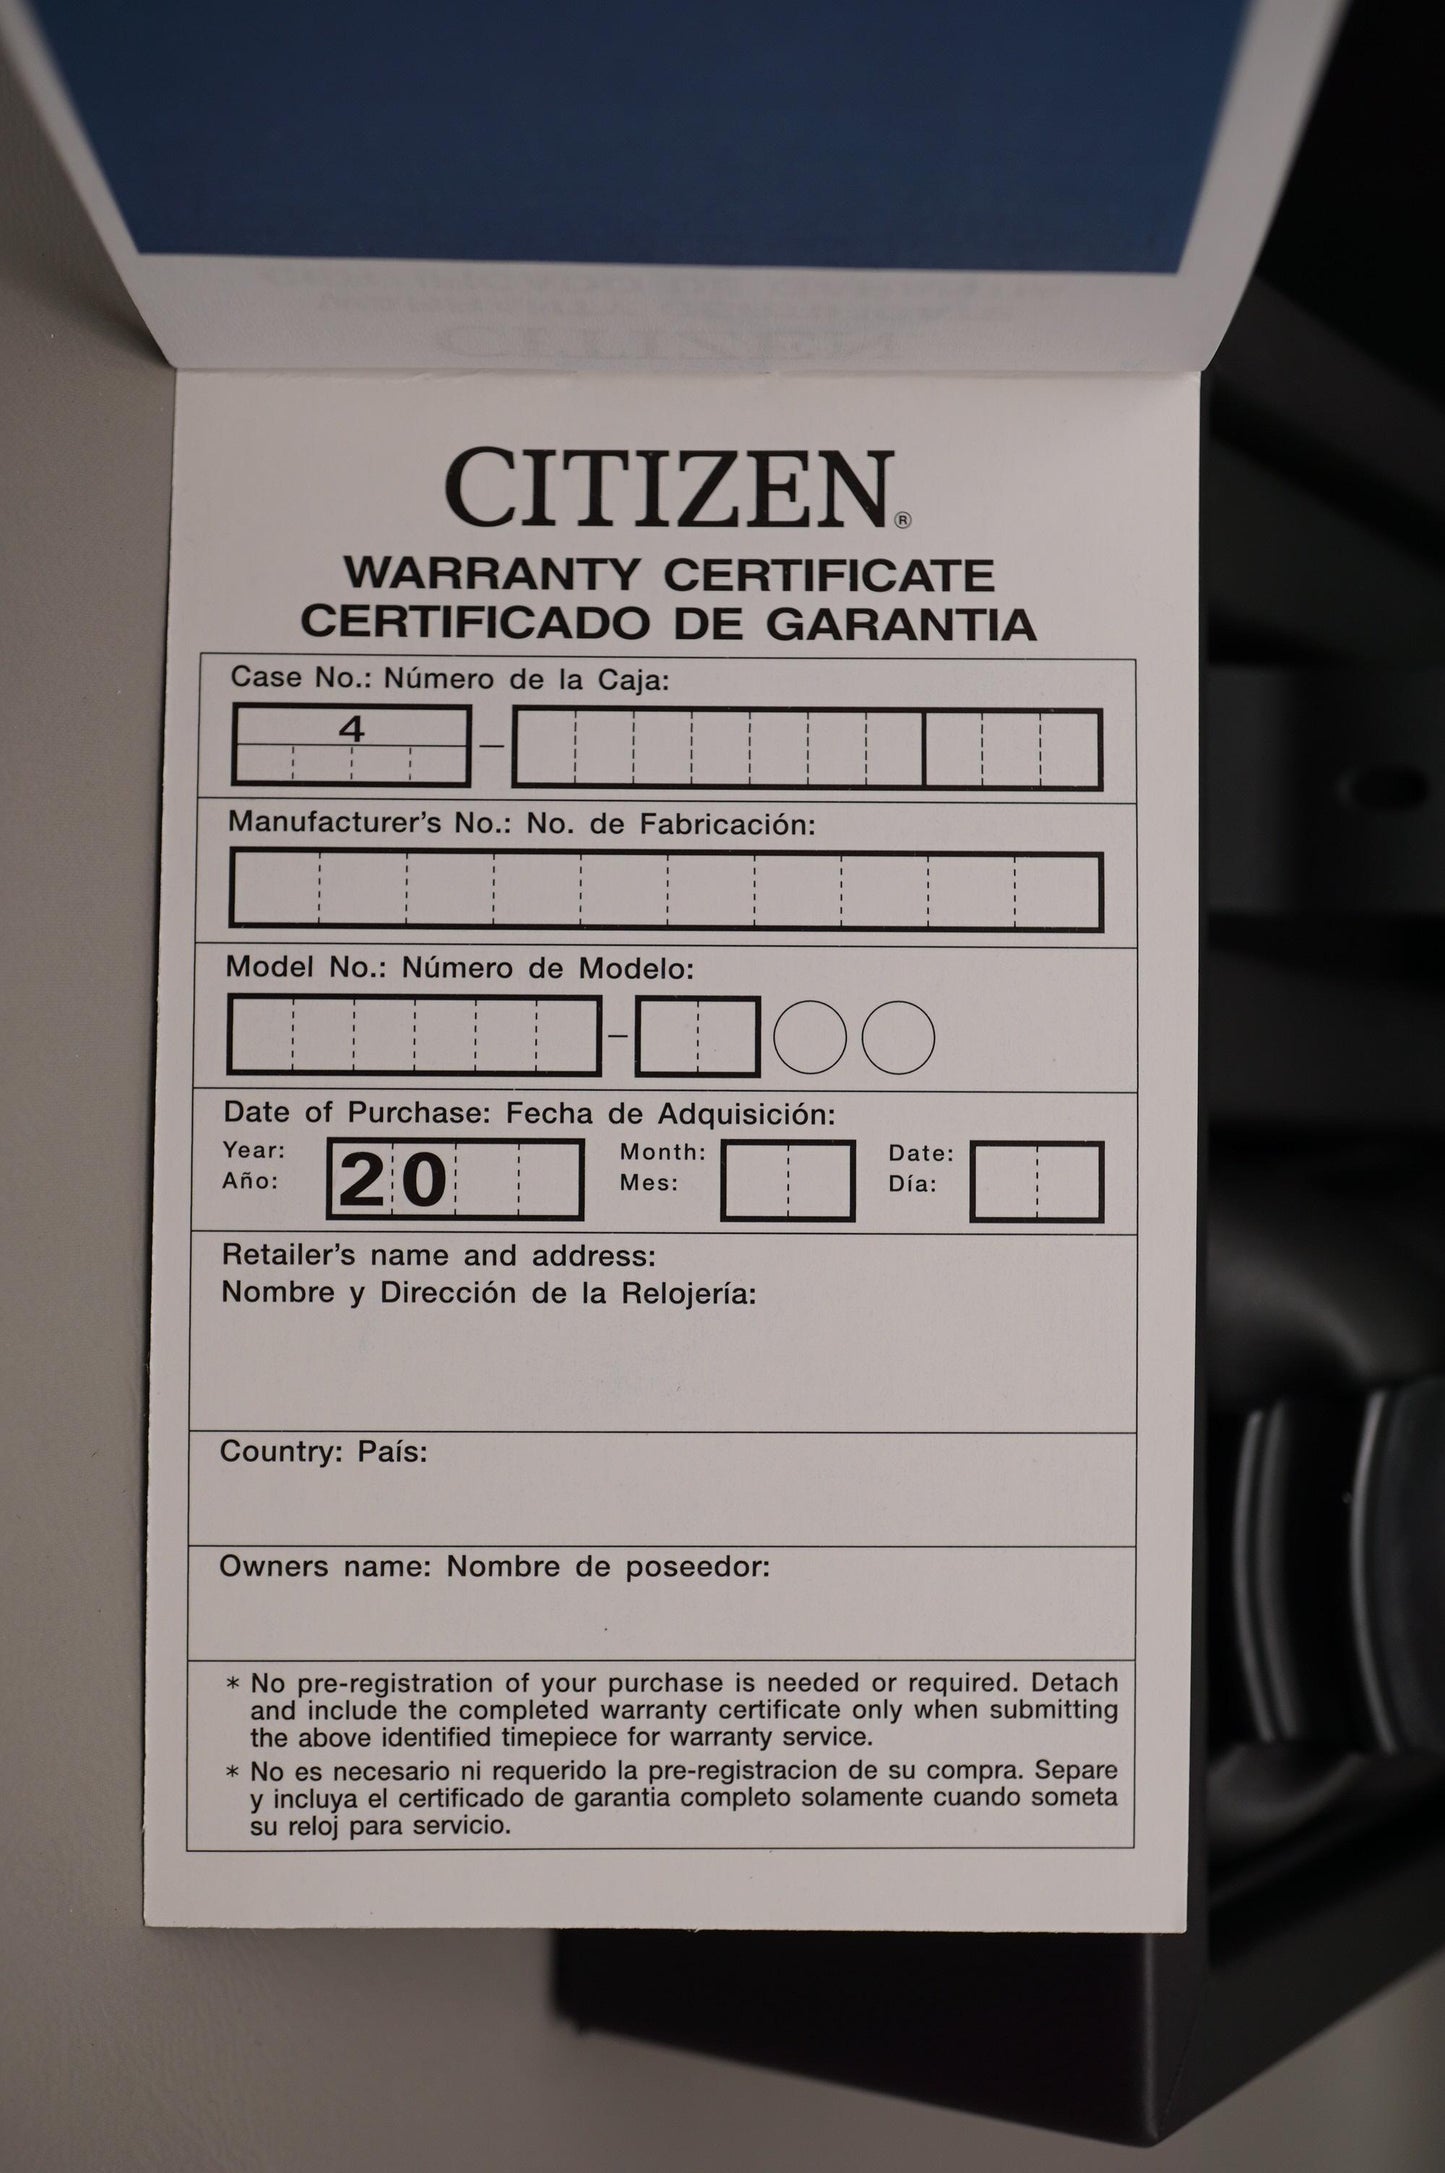 CITIZEN®
WARRANTY CERTIFICATE
CERTIFICADO DE GARANTIA
Case No.: Número de la Caja:
4 –
Manufacturer's No.: No. de Fabricación:
Model No.: Número de Modelo:
–
Date of Purchase: Fecha de Adquisición:
Year: Month: Date:
20
Año: Mes: Día:
Retailer's name and address:
Nombre y Dirección de la Relojería:
Country: País:
Owners name: Nombre de poseedor:
* No pre-registration of your purchase is needed or required. Detach
and include the completed warranty certificate only when submitting
the above identified timepiece for warranty service.
* No es necesario ni requerido la pre-registracion de su compra. Separe
y incluya el certificado de garantia completo solamente cuando someta
su reloj para servicio.